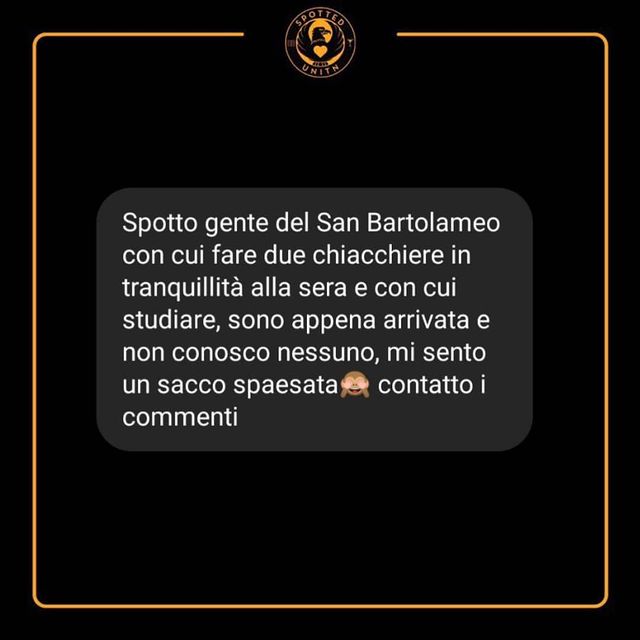 SPOTTED
UNITN
Spotto gente del San Bartolameo
con cui fare due chiacchiere in
tranquillità alla sera e con cui
studiare, sono appena arrivata e
non conosco nessuno, mi sento
un sacco spaesata🙈 contatto i
commenti